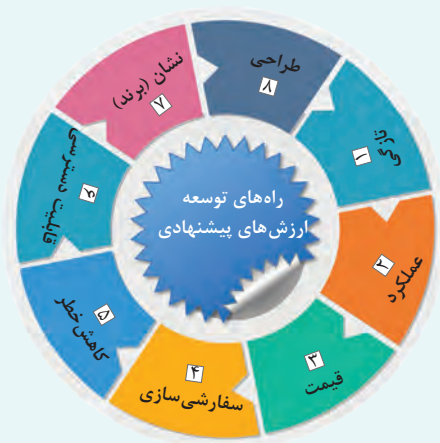 راه‌های توسعه
ارزش‌های پیشنهادی
تازگی
۱
عملکرد
۲
قیمت
۳
سفارشی‌سازی
۴
کاهش خطر
۵
قابلیت دسترسی
۶
نشان (برند)
۷
طراحی
۸